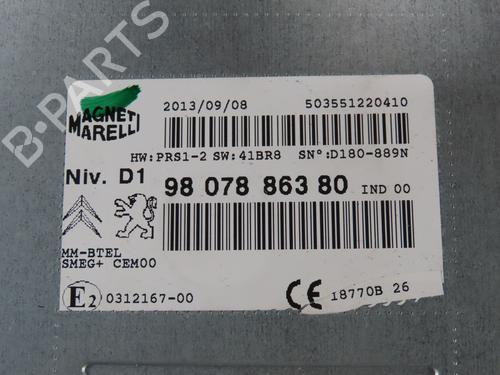 B-PARTS
MAGNETI
MARELLI
2013/09/08 503551220410
HW:PRS1-2 SW:41BR8 SN°:D180-889N
Niv. D1 98 078 863 80 IND 00
MM-BTEL
SMEG+ CEM00
E2 0312167-00 CE 18770B 26